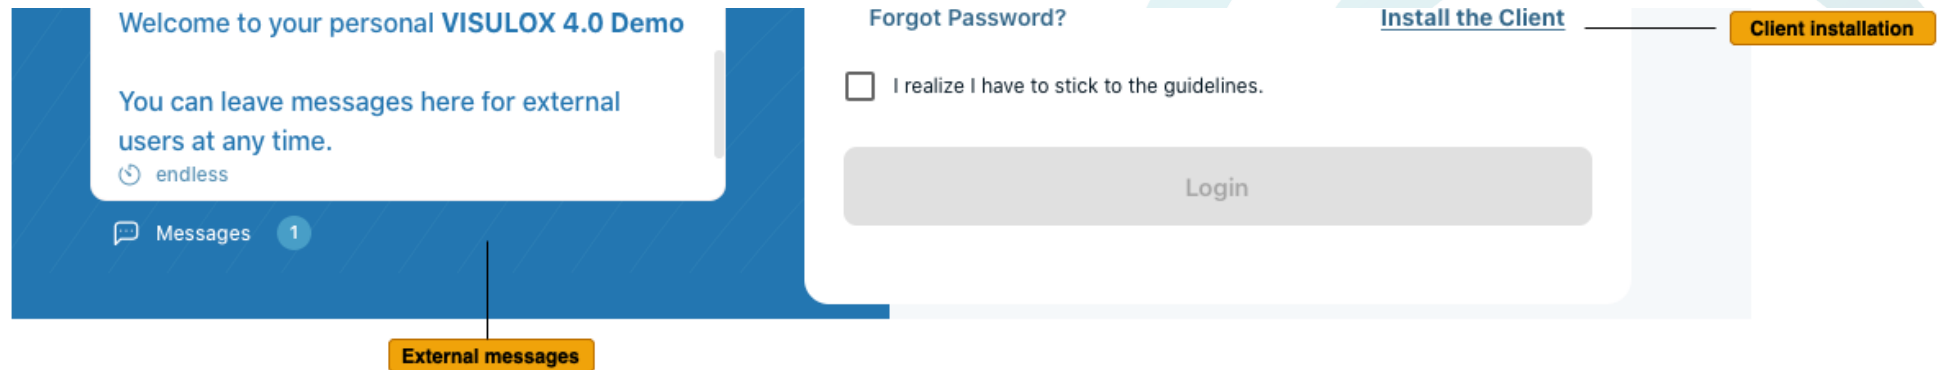 Welcome to your personal VISULOX 4.0 Demo
You can leave messages here for external
users at any time.
endless
Messages 1
External messages
Forgot Password?
Install the Client
Client installation
I realize I have to stick to the guidelines.
Login